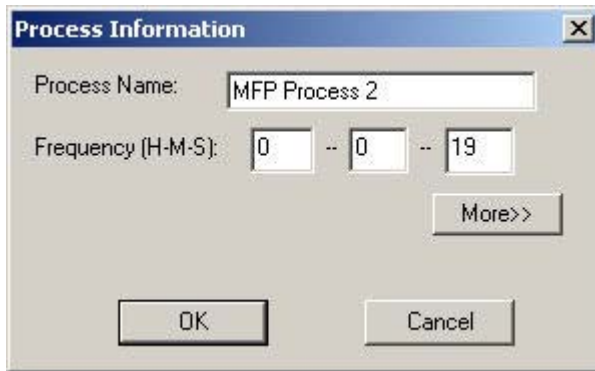 Process Information
Process Name: MFP Process 2
Frequency (H-M-S): 0 -- 0 -- 19
More>>
OK Cancel